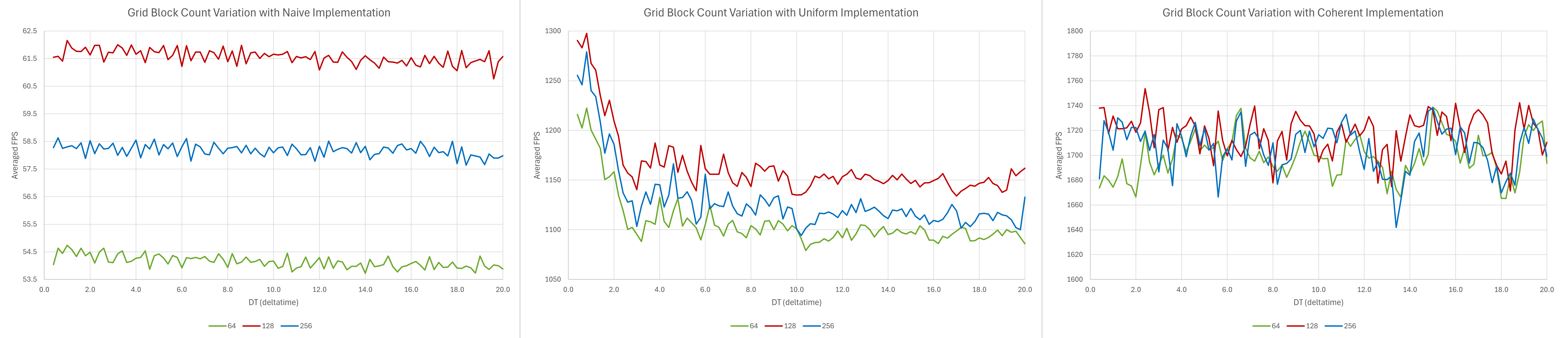 Grid Block Count Variation with Naive Implementation
Averaged FPS
62.5
61.5
60.5
59.5
58.5
57.5
56.5
55.5
54.5
53.5
0.0 2.0 4.0 6.0 8.0 10.0 12.0 14.0 16.0 18.0 20.0
DT (deltatime)
64 128 256
Grid Block Count Variation with Uniform Implementation
Averaged FPS
1300
1250
1200
1150
1100
1050
0.0 2.0 4.0 6.0 8.0 10.0 12.0 14.0 16.0 18.0 20.0
DT (deltatime)
64 128 256
Grid Block Count Variation with Coherent Implementation
Averaged FPS
1800
1780
1760
1740
1720
1700
1680
1660
1640
1620
1600
0.0 2.0 4.0 6.0 8.0 10.0 12.0 14.0 16.0 18.0 20.0
DT (deltatime)
64 128 256